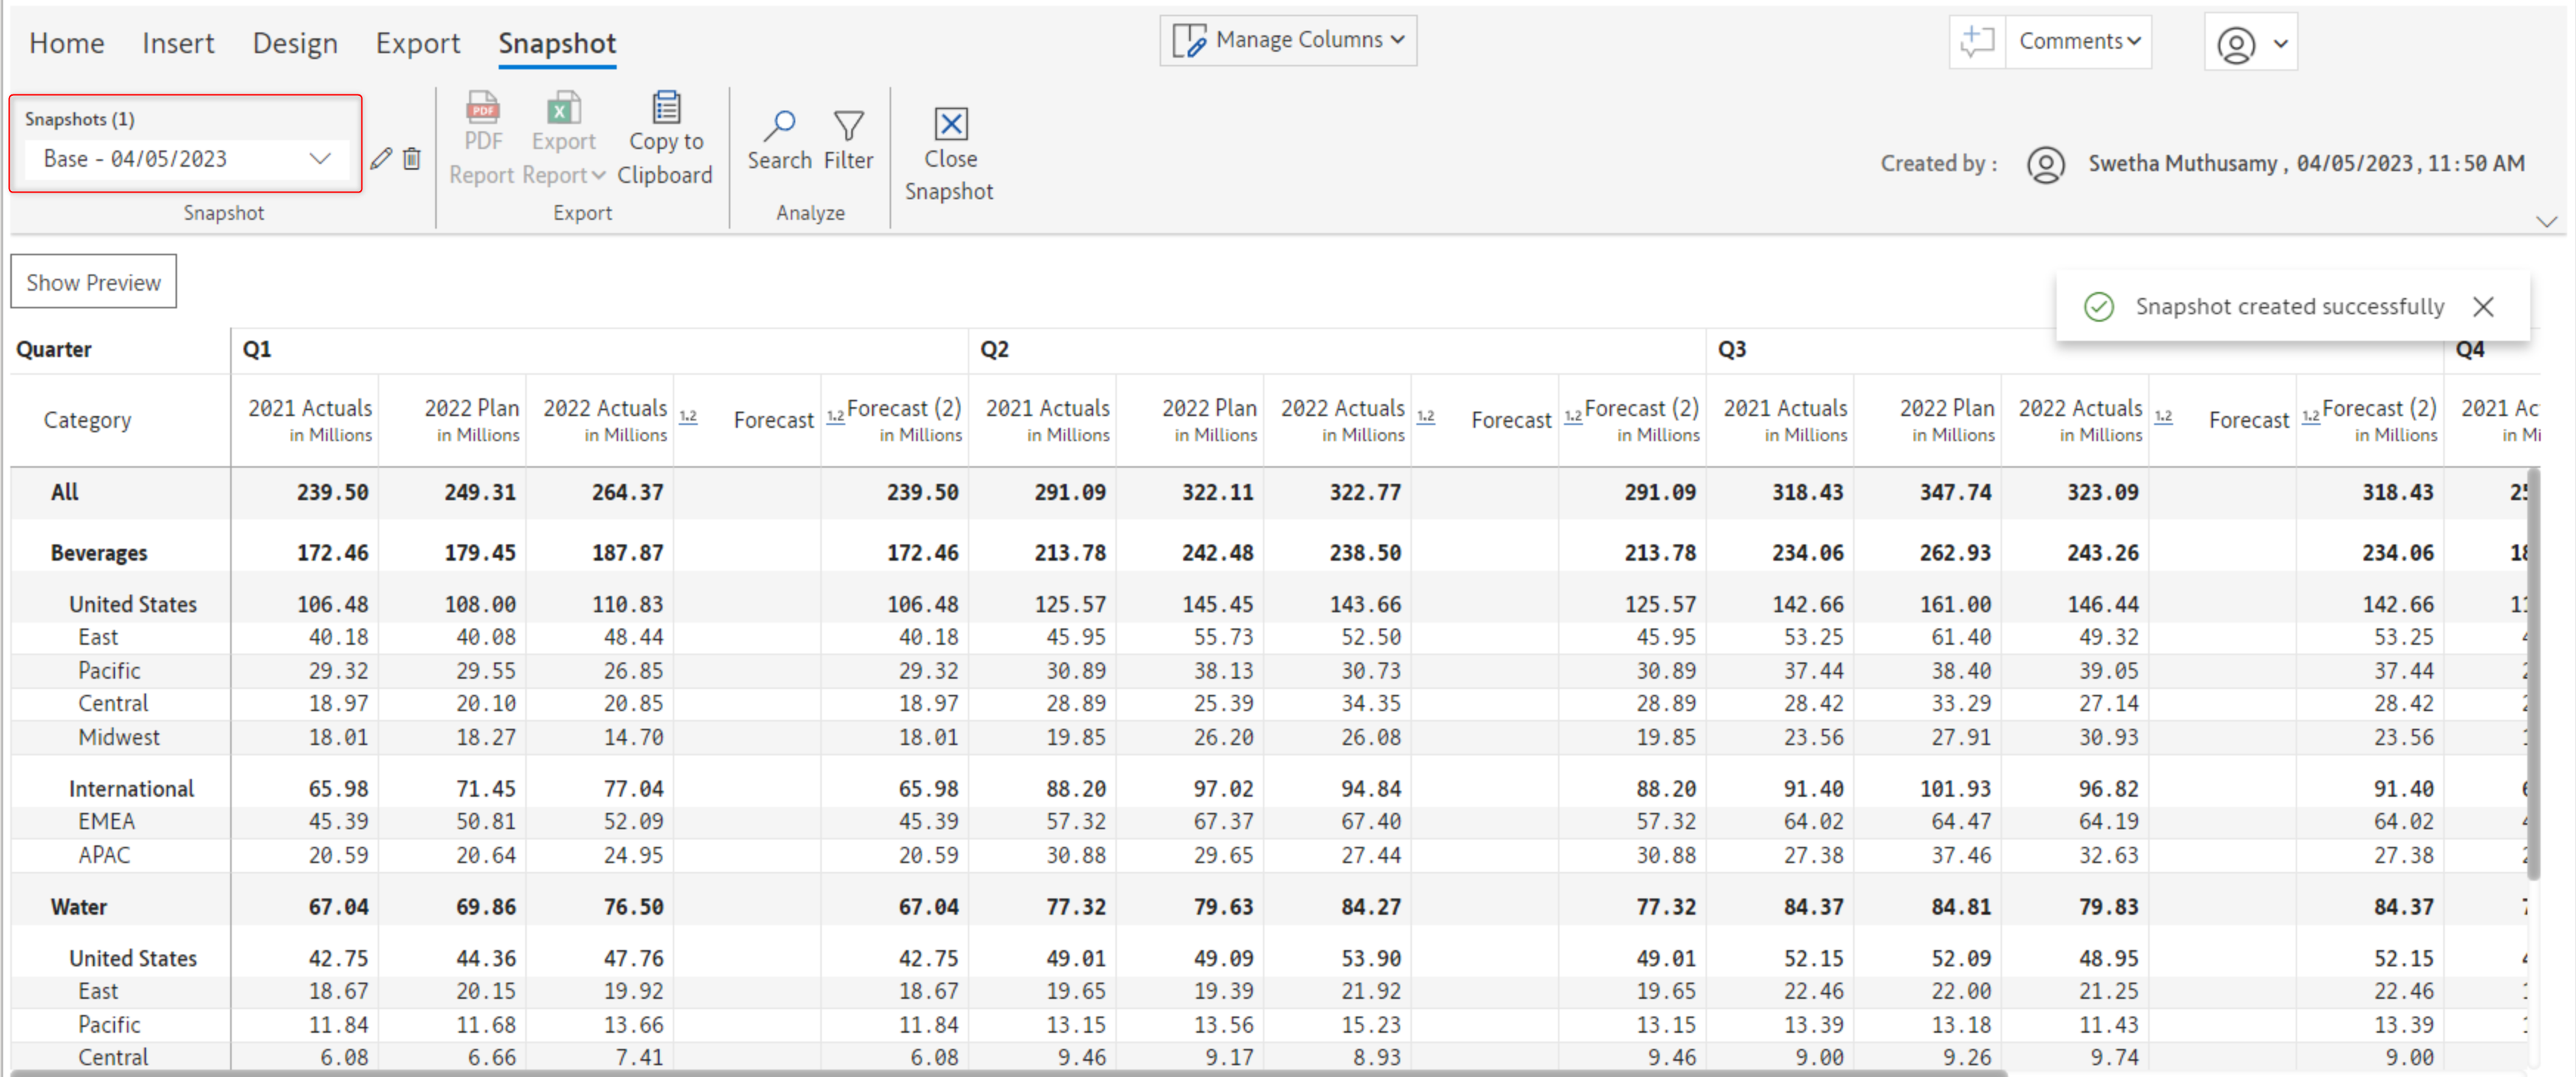 Home Insert Design Export Snapshot Manage Columns Comments
Snapshots (1)
Base - 04/05/2023
PDF Report Export Report Copy to Clipboard Search Filter Close Snapshot
Created by : Swetha Muthusamy , 04/05/2023, 11:50 AM
Snapshot Export Analyze
Show Preview
Snapshot created successfully
Quarter Q1 Q2 Q3 Q4
Category 2021 Actuals 2022 Plan 2022 Actuals 1.2 Forecast 1.2 Forecast (2) 2021 Actuals 2022 Plan 2022 Actuals 1.2 Forecast 1.2 Forecast (2) 2021 Actuals 2022 Plan 2022 Actuals 1.2 Forecast 1.2 Forecast (2) 2021 Ac
in Millions in Millions in Millions in Millions in Millions in Millions in Millions in Millions in Millions in Millions in Millions in Millions in Mi
All 239.50 249.31 264.37 239.50 291.09 322.11 322.77 291.09 318.43 347.74 323.09 318.43
Beverages 172.46 179.45 187.87 172.46 213.78 242.48 238.50 213.78 234.06 262.93 243.26 234.06
United States 106.48 108.00 110.83 106.48 125.57 145.45 143.66 125.57 142.66 161.00 146.44 142.66
East 40.18 40.08 48.44 40.18 45.95 55.73 52.50 45.95 53.25 61.40 49.32 53.25
Pacific 29.32 29.55 26.85 29.32 30.89 38.13 30.73 30.89 37.44 38.40 39.05 37.44
Central 18.97 20.10 20.85 18.97 28.89 25.39 34.35 28.89 28.42 33.29 27.14 28.42
Midwest 18.01 18.27 14.70 18.01 19.85 26.20 26.08 19.85 23.56 27.91 30.93 23.56
International 65.98 71.45 77.04 65.98 88.20 97.02 94.84 88.20 91.40 101.93 96.82 91.40
EMEA 45.39 50.81 52.09 45.39 57.32 67.37 67.40 57.32 64.02 64.47 64.19 64.02
APAC 20.59 20.64 24.95 20.59 30.88 29.65 27.44 30.88 27.38 37.46 32.63 27.38
Water 67.04 69.86 76.50 67.04 77.32 79.63 84.27 77.32 84.37 84.81 79.83 84.37
United States 42.75 44.36 47.76 42.75 49.01 49.09 53.90 49.01 52.15 52.09 48.95 52.15
East 18.67 20.15 19.92 18.67 19.65 19.39 21.92 19.65 22.46 22.00 21.25 22.46
Pacific 11.84 11.68 13.66 11.84 13.15 13.56 15.23 13.15 13.39 13.18 11.43 13.39
Central 6.08 6.66 7.41 6.08 9.46 9.17 8.93 9.46 9.00 9.26 9.74 9.00